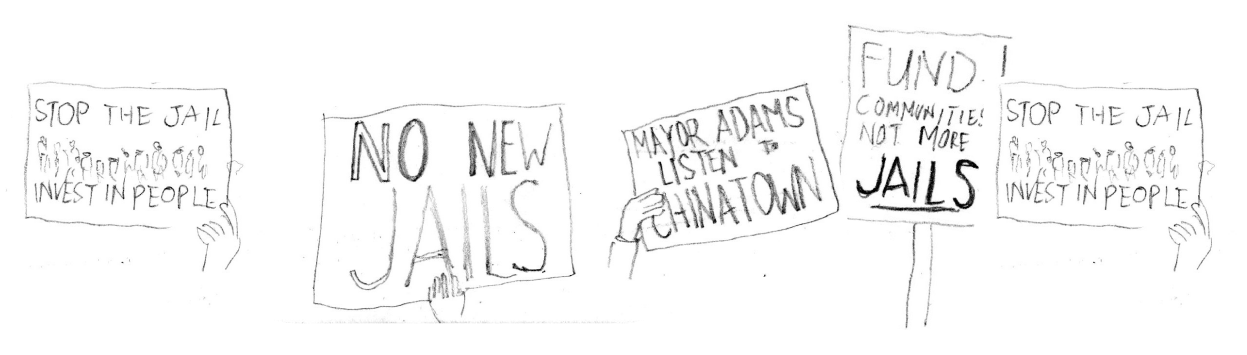 STOP THE JAIL
INVEST IN PEOPLE
NO NEW
JAILS
MAYOR ADAMS
LISTEN TO
CHINATOWN
FUND
COMMUNITIES!
NOT MORE
JAILS
STOP THE JAIL
INVEST IN PEOPLE